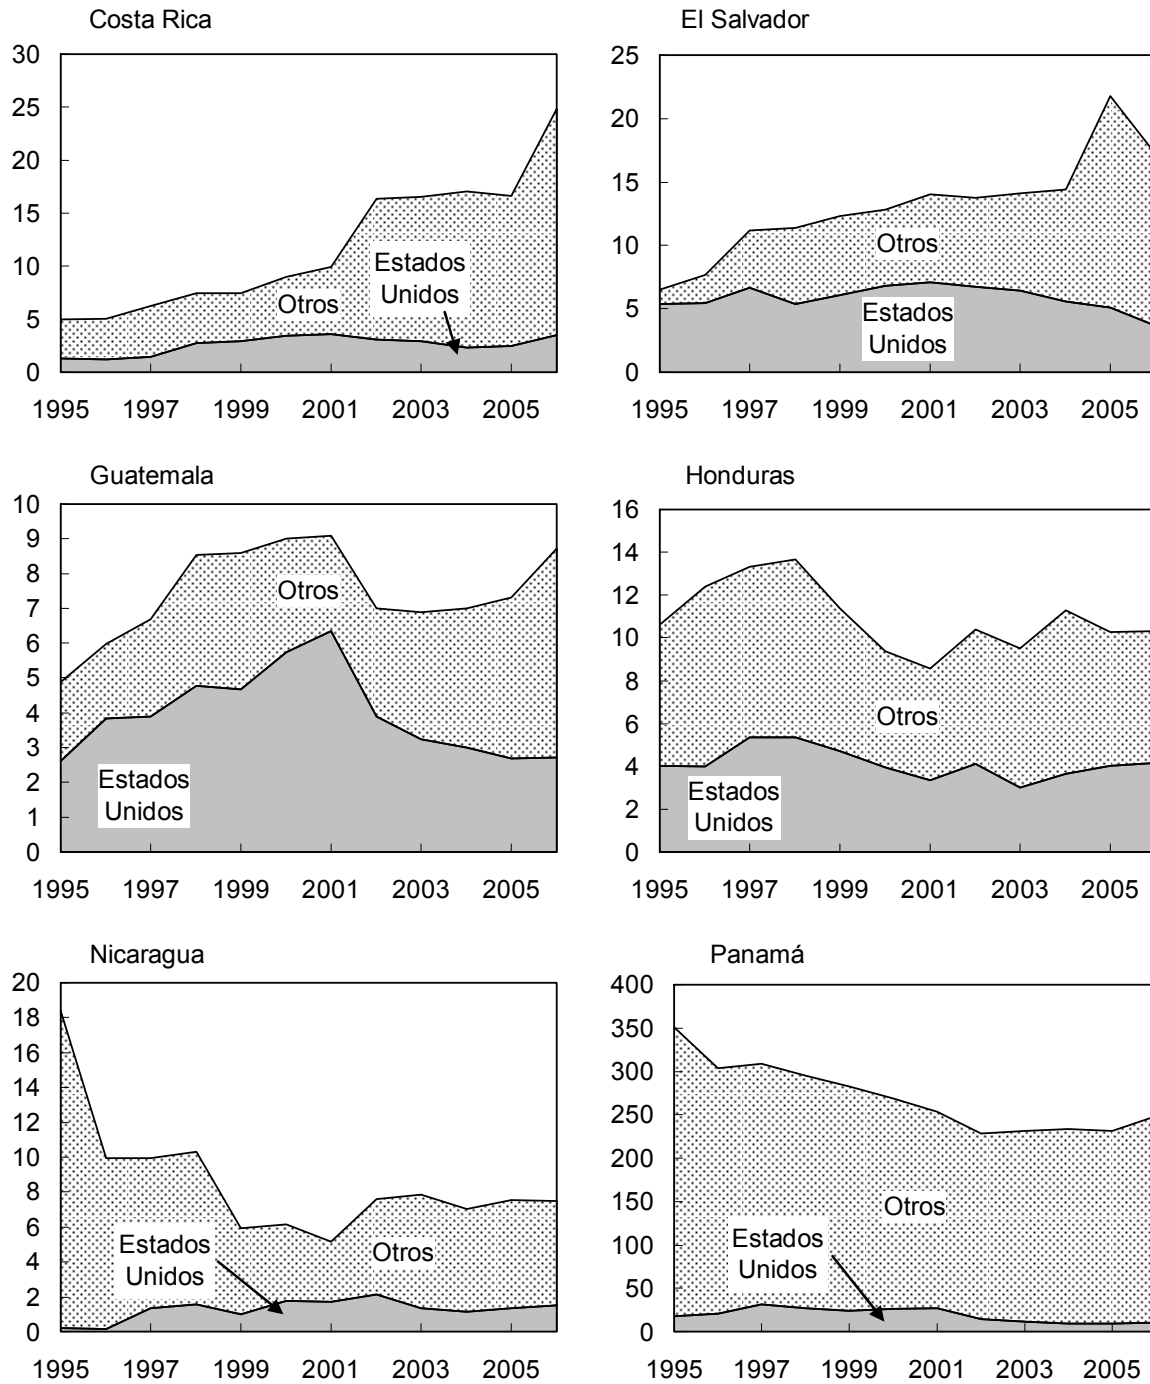 Costa Rica
30
25
20
15
10
5
0
Otros
Estados
Unidos
1995 1997 1999 2001 2003 2005
El Salvador
25
20
15
10
5
0
Otros
Estados
Unidos
1995 1997 1999 2001 2003 2005
Guatemala
10
9
8
7
6
5
4
3
2
1
0
Otros
Estados
Unidos
1995 1997 1999 2001 2003 2005
Honduras
16
14
12
10
8
6
4
2
0
Otros
Estados
Unidos
1995 1997 1999 2001 2003 2005
Nicaragua
20
18
16
14
12
10
8
6
4
2
0
Estados
Unidos
Otros
1995 1997 1999 2001 2003 2005
Panamá
400
350
300
250
200
150
100
50
0
Otros
Estados
Unidos
1995 1997 1999 2001 2003 2005